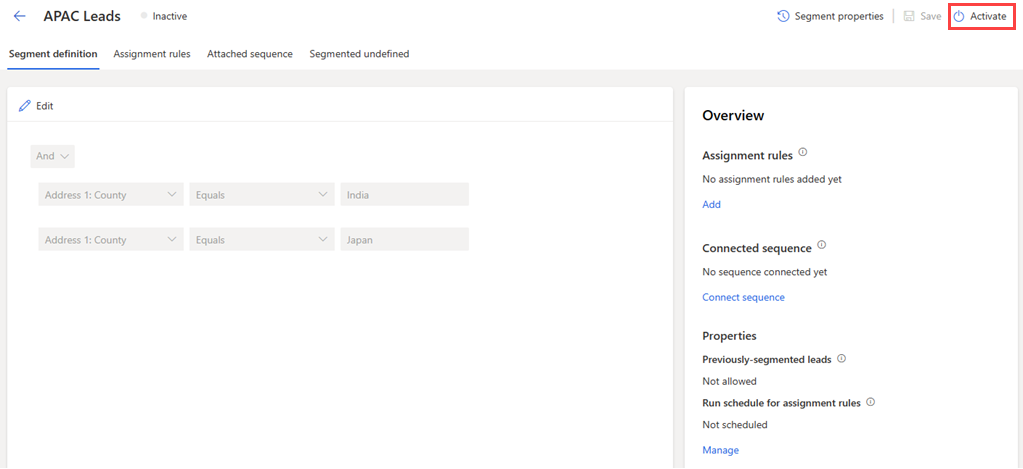 APAC Leads
Inactive
Segment properties
Save
Activate
Segment definition
Assignment rules
Attached sequence
Segmented undefined
Edit
And
Address 1: County
Equals
India
Address 1: County
Equals
Japan
Overview
Assignment rules
No assignment rules added yet
Add
Connected sequence
No sequence connected yet
Connect sequence
Properties
Previously-segmented leads
Not allowed
Run schedule for assignment rules
Not scheduled
Manage